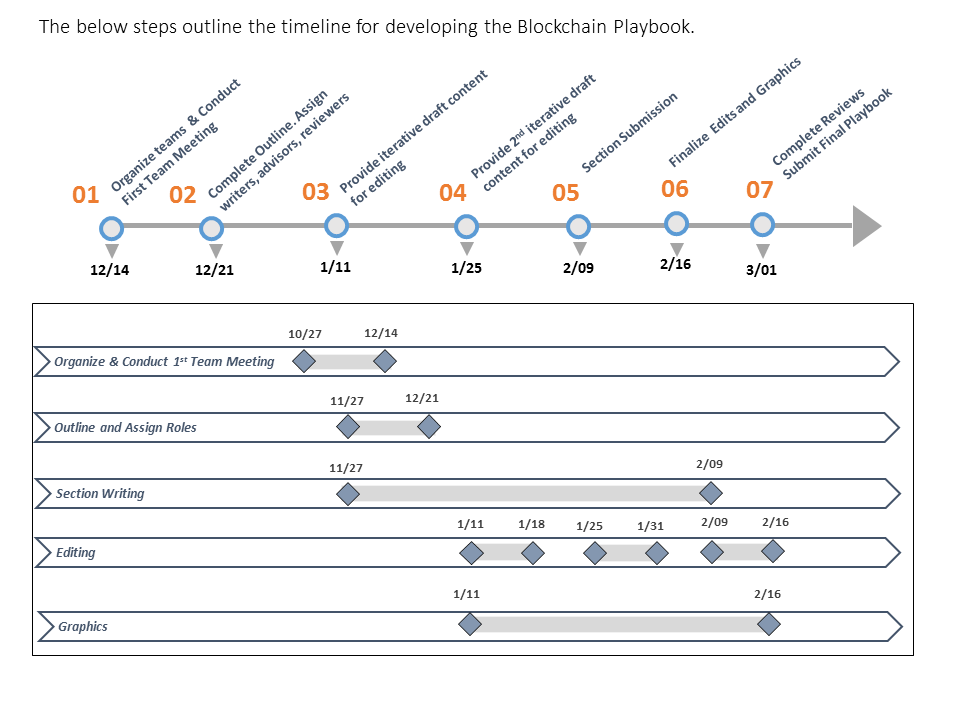 The below steps outline the timeline for developing the Blockchain Playbook.
01
Organize teams & Conduct
First Team Meeting
12/14
02
Complete Outline. Assign
writers, advisors, reviewers
12/21
03
Provide iterative draft content
for editing
1/11
04
Provide 2nd iterative draft
content for editing
1/25
05
Section Submission
2/09
06
Finalize Edits and Graphics
2/16
07
Complete Reviews
Submit Final Playbook
3/01
10/27 12/14
Organize & Conduct 1st Team Meeting
11/27 12/21
Outline and Assign Roles
11/27 2/09
Section Writing
1/11 1/18 1/25 1/31 2/09 2/16
Editing
1/11 2/16
Graphics